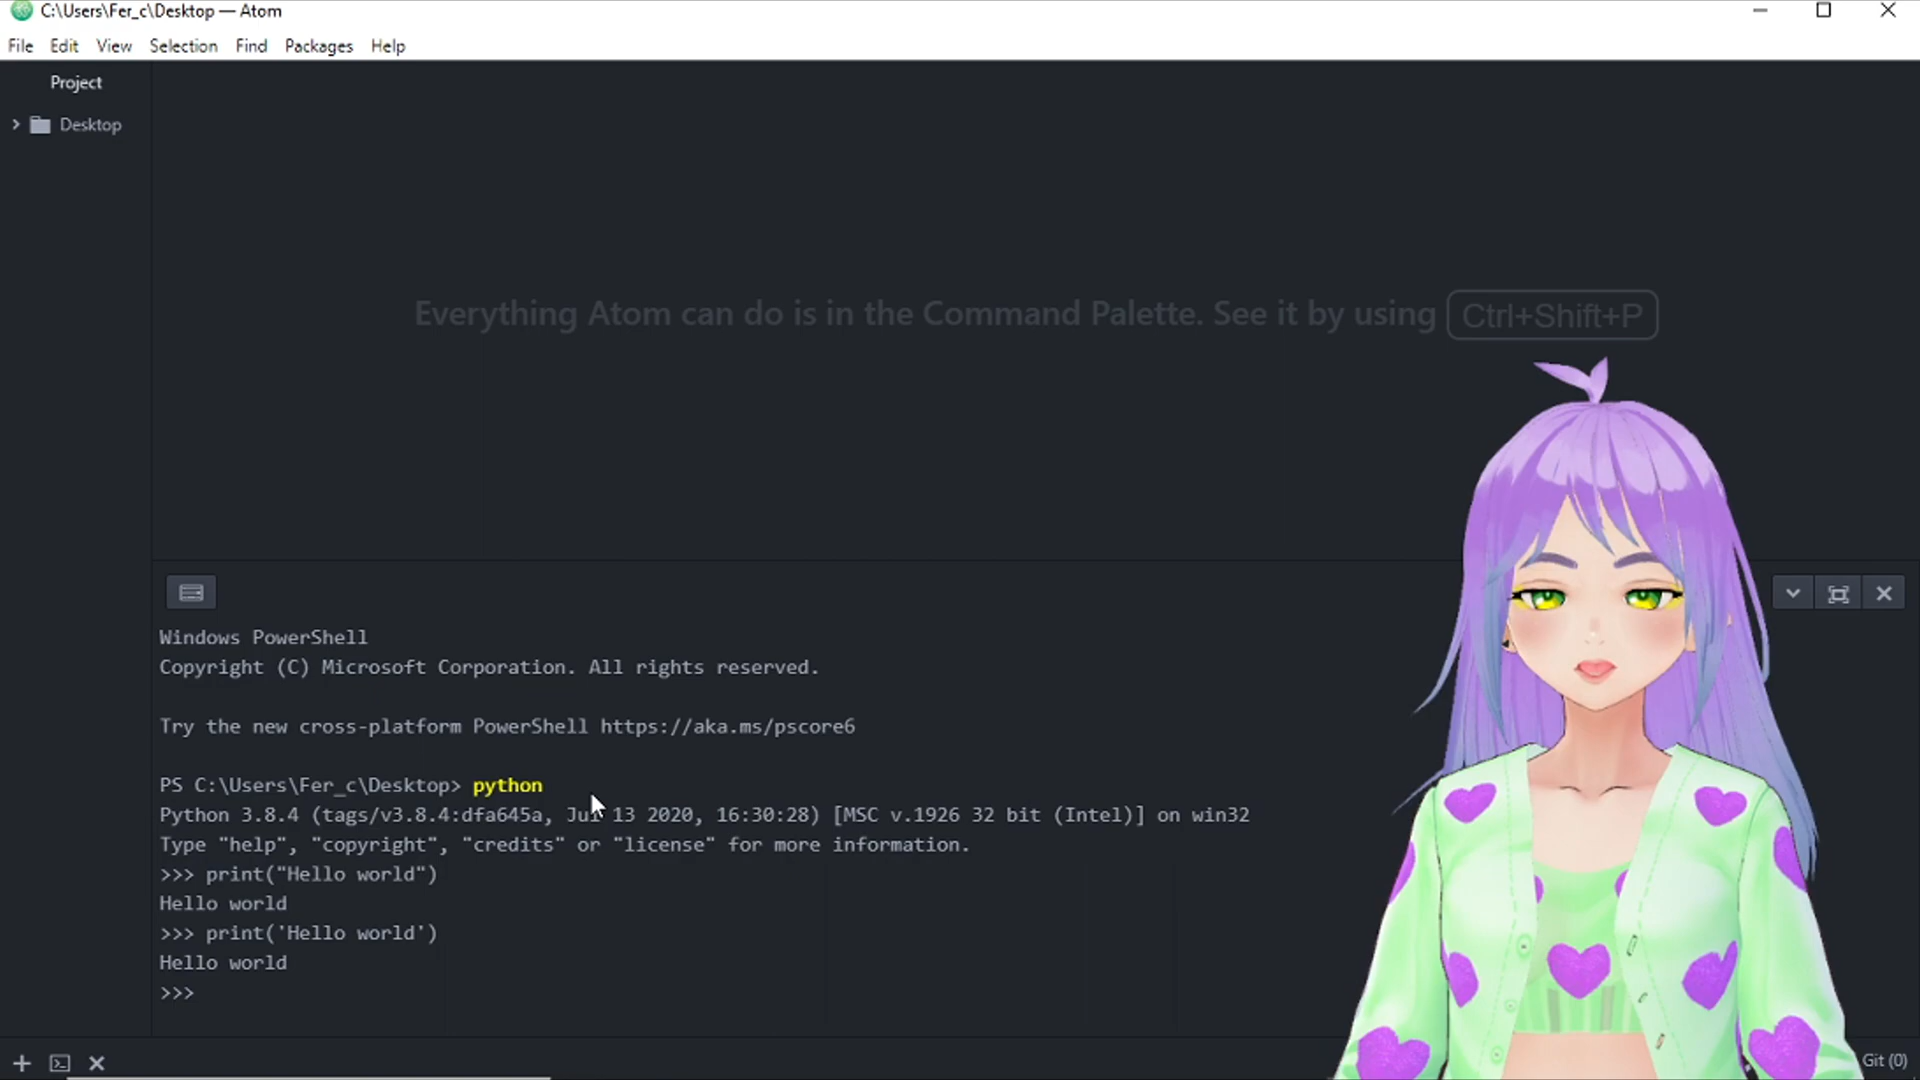 C:\Users\Fer_c\Desktop — Atom
File Edit View Selection Find Packages Help
Project
Desktop
Everything Atom can do is in the Command Palette. See it by using Ctrl+Shift+P
Windows PowerShell
Copyright (C) Microsoft Corporation. All rights reserved.
Try the new cross-platform PowerShell https://aka.ms/pscore6
PS C:\Users\Fer_c\Desktop> python
Python 3.8.4 (tags/v3.8.4:dfa645a, Jul 13 2020, 16:30:28) [MSC v.1926 32 bit (Intel)] on win32
Type "help", "copyright", "credits" or "license" for more information.
>>> print("Hello world")
Hello world
>>> print('Hello world')
Hello world
>>>
Git (0)